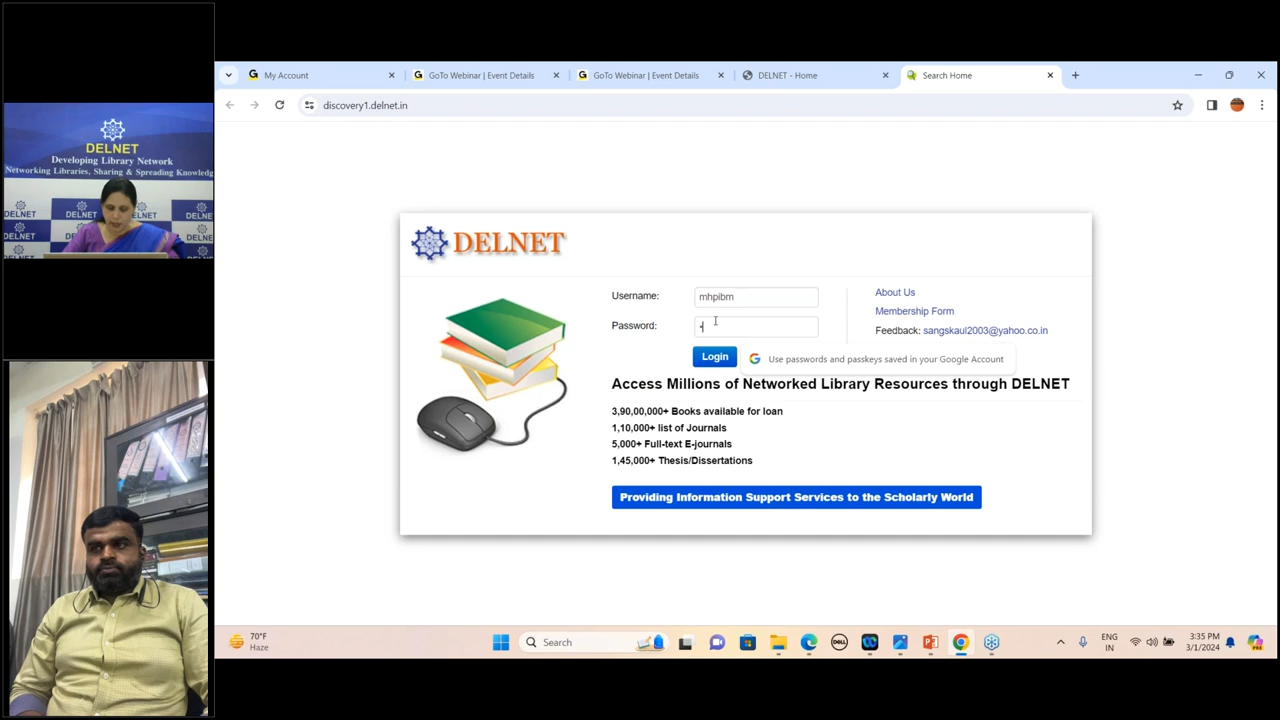 DELNET
Developing Library Network
Networking Libraries, Sharing & Spreading Knowledg
DELNET
DELNET
DELNET
DELNET
My Account
GoTo Webinar | Event Details
GoTo Webinar | Event Details
DELNET - Home
Search Home
discovery1.delnet.in
DELNET
Username:
mhpibm
Password:
Login
Use passwords and passkeys saved in your Google Account
About Us
Membership Form
Feedback: sangskaul2003@yahoo.co.in
Access Millions of Networked Library Resources through DELNET
3,90,00,000+ Books available for loan
1,10,000+ list of Journals
5,000+ Full-text E-journals
1,45,000+ Thesis/Dissertations
Providing Information Support Services to the Scholarly World
70°F
Haze
Search
DELL
ENG
IN
3:35 PM
3/1/2024